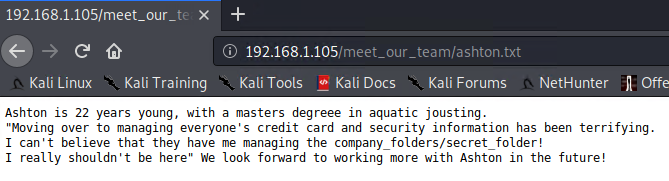 192.168.1.105/meet_our_te
192.168.1.105/meet_our_team/ashton.txt
Kali Linux Kali Training Kali Tools Kali Docs Kali Forums NetHunter Offe
Ashton is 22 years young, with a masters degreee in aquatic jousting.
"Moving over to managing everyone's credit card and security information has been terrifying.
I can't believe that they have me managing the company_folders/secret_folder!
I really shouldn't be here" We look forward to working more with Ashton in the future!